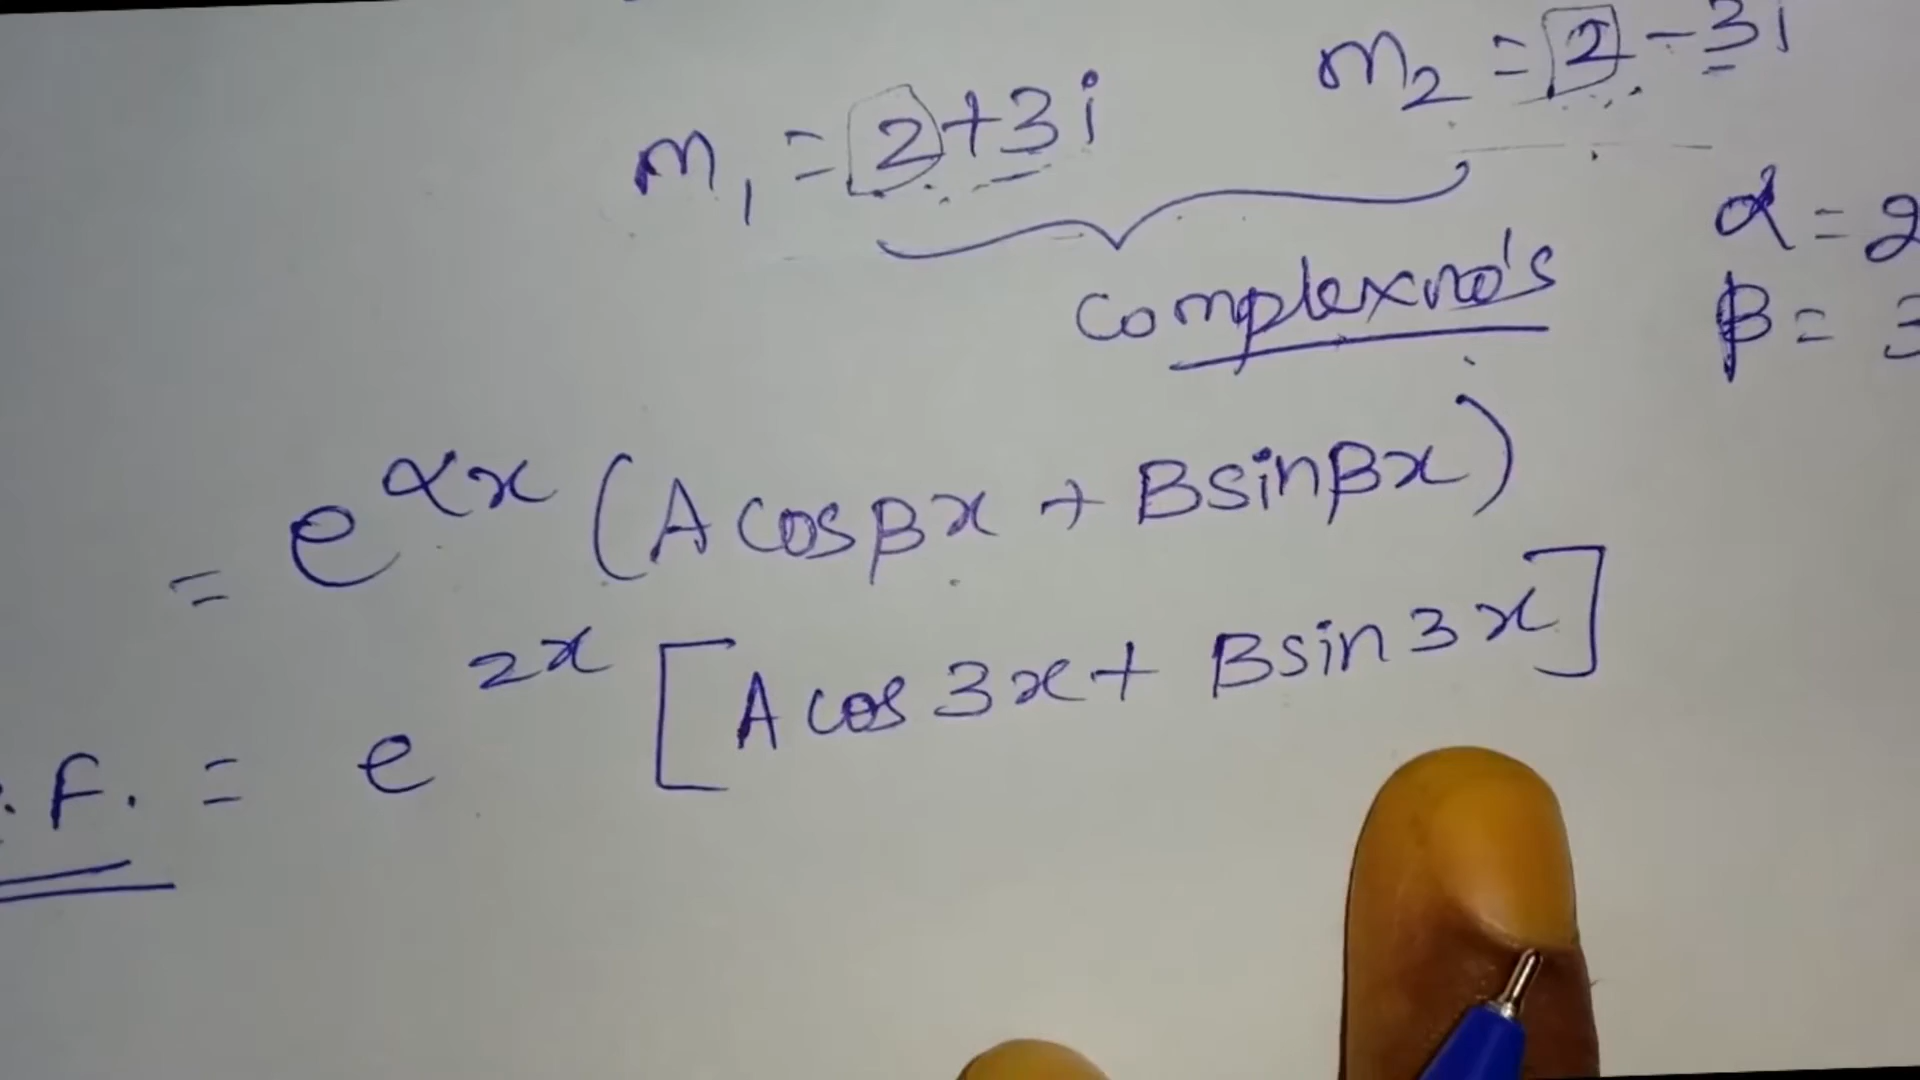 m₁ = 2+3i
m₂ = 2-3i
complexno's
α = 2
β = 3
= e^{αx} (A cosβx + Bsinβx)
.F. = e^{2x} [A cos 3x + Bsin 3x]